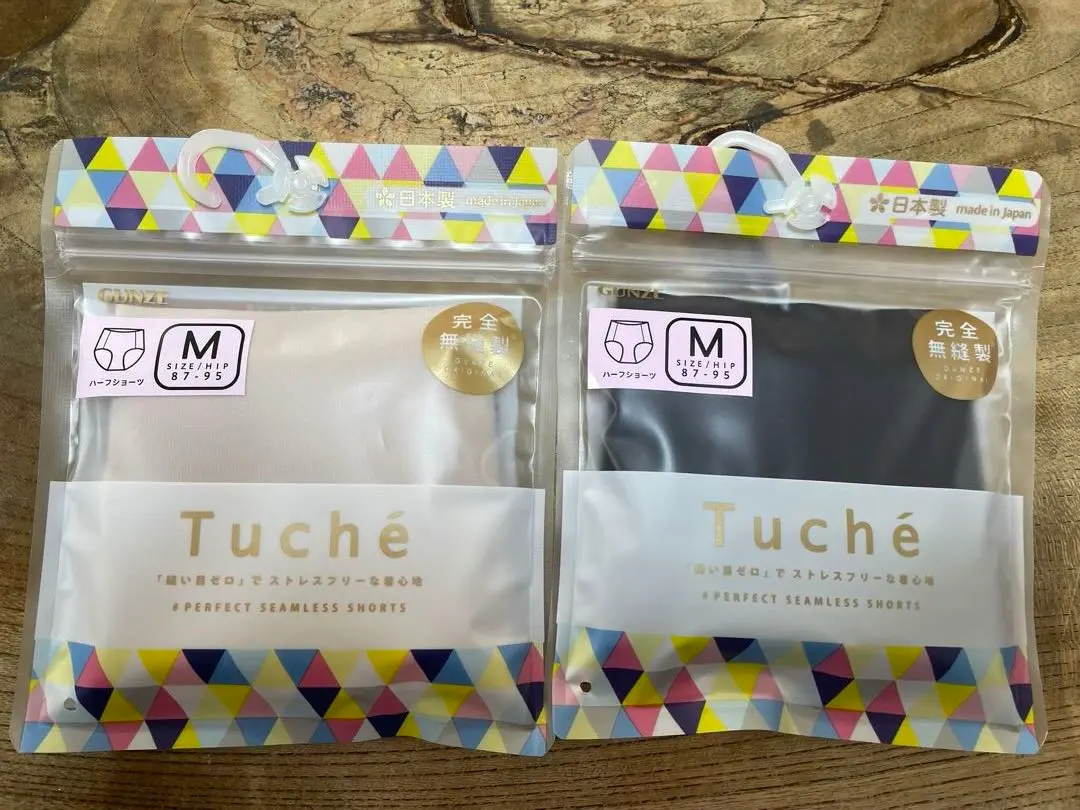 日本製 made in Japan
GUNZE
ハーフショーツ
M
SIZE/HIP
87-95
完全
無縫製
GUNZE
ORIGINAL
Tuché
「縫い目ゼロ」で ストレスフリーな着心地
# PERFECT SEAMLESS SHORTS
日本製 made in Japan
GUNZE
ハーフショーツ
M
SIZE/HIP
87-95
完全
無縫製
GUNZE
ORIGINAL
Tuché
「縫い目ゼロ」で ストレスフリーな着心地
# PERFECT SEAMLESS SHORTS